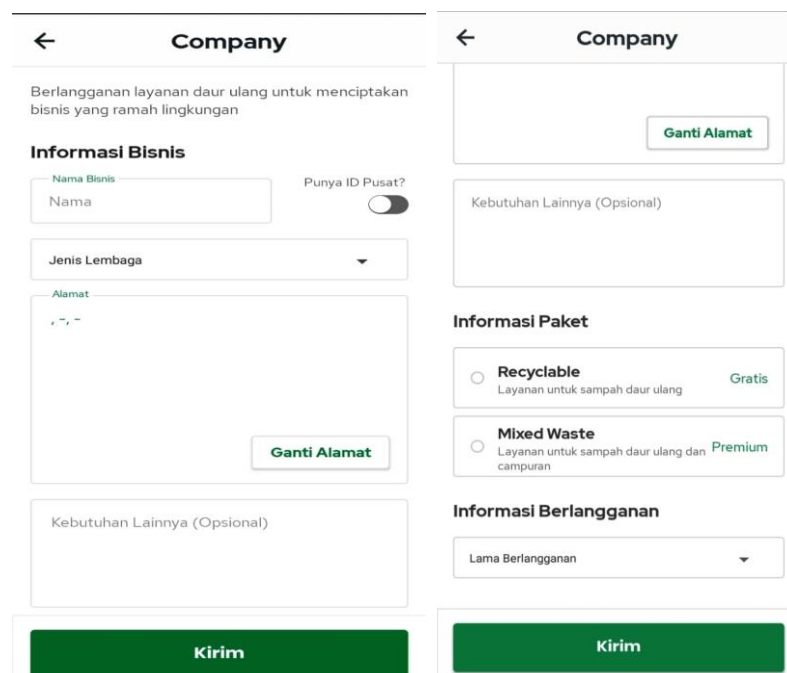 Company
Berlangganan layanan daur ulang untuk menciptakan
bisnis yang ramah lingkungan
Informasi Bisnis
Nama Bisnis
Nama
Punya ID Pusat?
Jenis Lembaga
Alamat
, -, -
Ganti Alamat
Kebutuhan Lainnya (Opsional)
Kirim
Company
Ganti Alamat
Kebutuhan Lainnya (Opsional)
Informasi Paket
Recyclable
Layanan untuk sampah daur ulang
Gratis
Mixed Waste
Layanan untuk sampah daur ulang dan
campuran
Premium
Informasi Berlangganan
Lama Berlangganan
Kirim